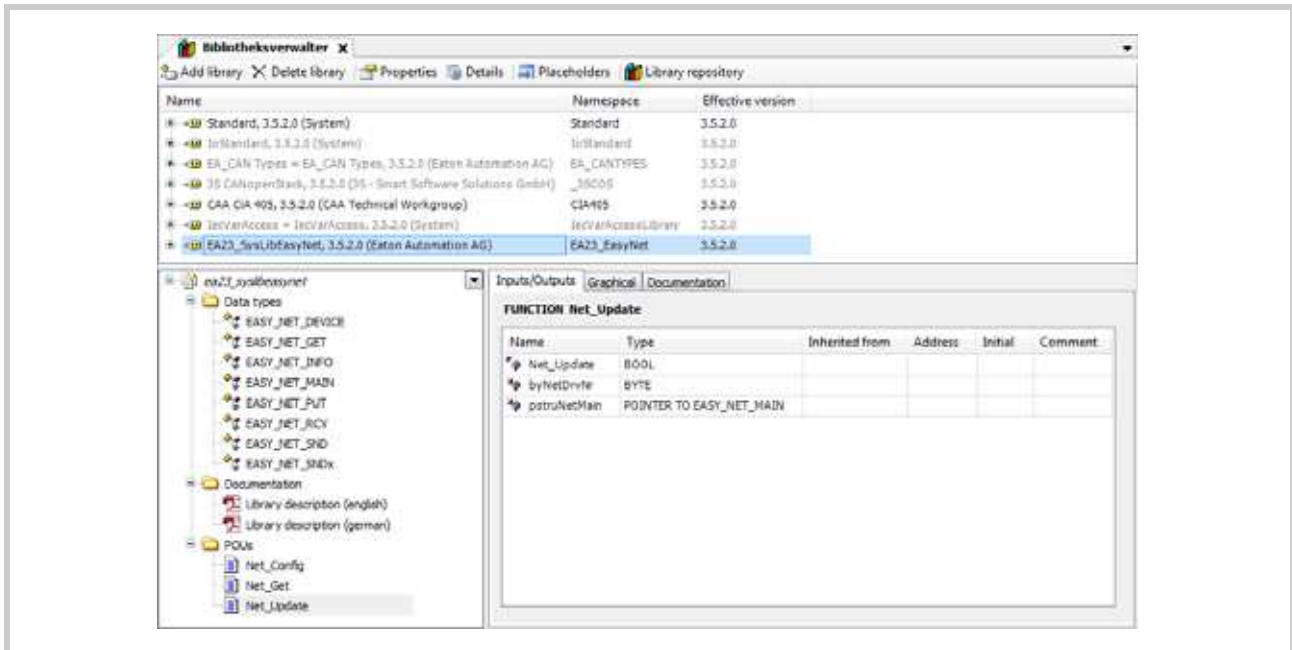 Bibliotheksverwalter
Add library Delete library Properties Details Placeholders Library repository
Name Namespace Effective version
Standard, 3.5.2.0 (System) Standard 3.5.2.0
IoStandard, 3.5.2.0 (System) IoStandard 3.5.2.0
EA_CAN Types = EA_CAN Types, 3.5.2.0 (Eaton Automation AG) EA_CANTYPES 3.5.2.0
3S CANopenStack, 3.5.2.0 (3S - Smart Software Solutions GmbH) _3SCOS 3.5.2.0
CAA CiA 405, 3.5.2.0 (CAA Technical Workgroup) CIA405 3.5.2.0
IecVarAccess = IecVarAccess, 3.5.2.0 (System) IecVarAccessLibrary 3.5.2.0
EA23_SysLibEasyNet, 3.5.2.0 (Eaton Automation AG) EA23_EasyNet 3.5.2.0
ea23_syslibeasynet
Data types
EASY_NET_DEVICE
EASY_NET_GET
EASY_NET_INFO
EASY_NET_MAIN
EASY_NET_PUT
EASY_NET_RCV
EASY_NET_SND
EASY_NET_SNDx
Documentation
Library description (english)
Library description (german)
POUs
Net_Config
Net_Get
Net_Update
Inputs/Outputs Graphical Documentation
FUNCTION Net_Update
Name Type Inherited from Address Initial Comment
Net_Update BOOL
BYTE
pstruNetMain POINTER TO EASY_NET_MAIN